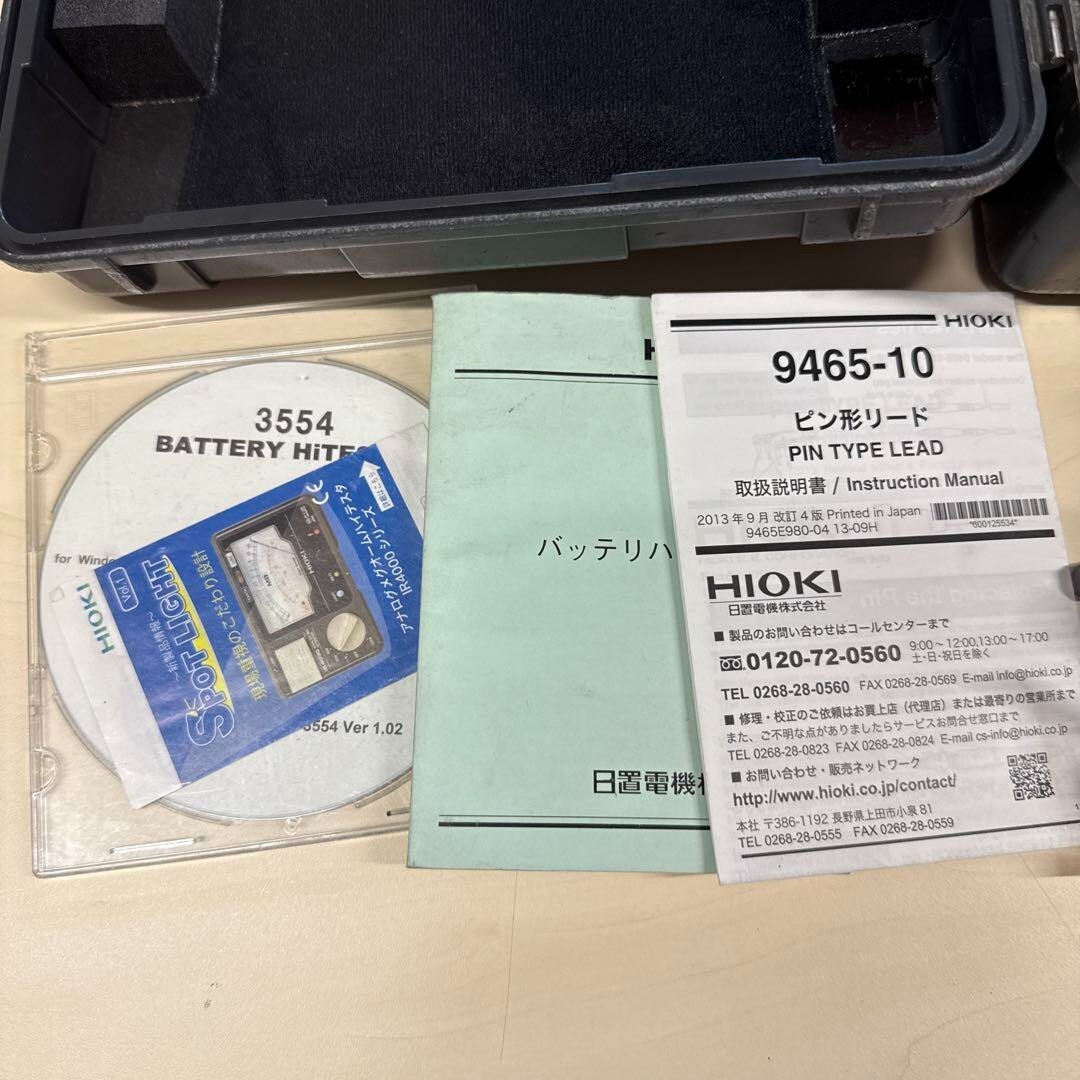 3554
BATTERY HiTES
for Windo
3554 Ver 1.02
HIOKI
Vol.1
SPOT LIGHT
～新製品情報～
現場重視のこだわり設計
アナログメグオームハイテスタ
IR4000 シリーズ
詳細はこちら
H
バッテリハ
日置電機
HIOKI
9465-10
ピン形リード
PIN TYPE LEAD
取扱説明書 / Instruction Manual
2013 年 9 月 改訂 4 版 Printed in Japan
9465E980-04 13-09H
*600125534*
HIOKI
日置電機株式会社
■ 製品のお問い合わせはコールセンターまで
0120-72-0560 9:00～12:00,13:00～17:00
土・日・祝日を除く
TEL 0268-28-0560 FAX 0268-28-0569 E-mail info@hioki.co.jp
■ 修理・校正のご依頼はお買上店（代理店）または最寄りの営業所まで
また、ご不明な点がありましたらサービスお問合せ窓口まで
TEL 0268-28-0823 FAX 0268-28-0824 E-mail cs-info@hioki.co.jp
■ お問い合わせ・販売ネットワーク
http://www.hioki.co.jp/contact/
本社 〒386-1192 長野県上田市小泉 81
TEL 0268-28-0555 FAX 0268-28-0559